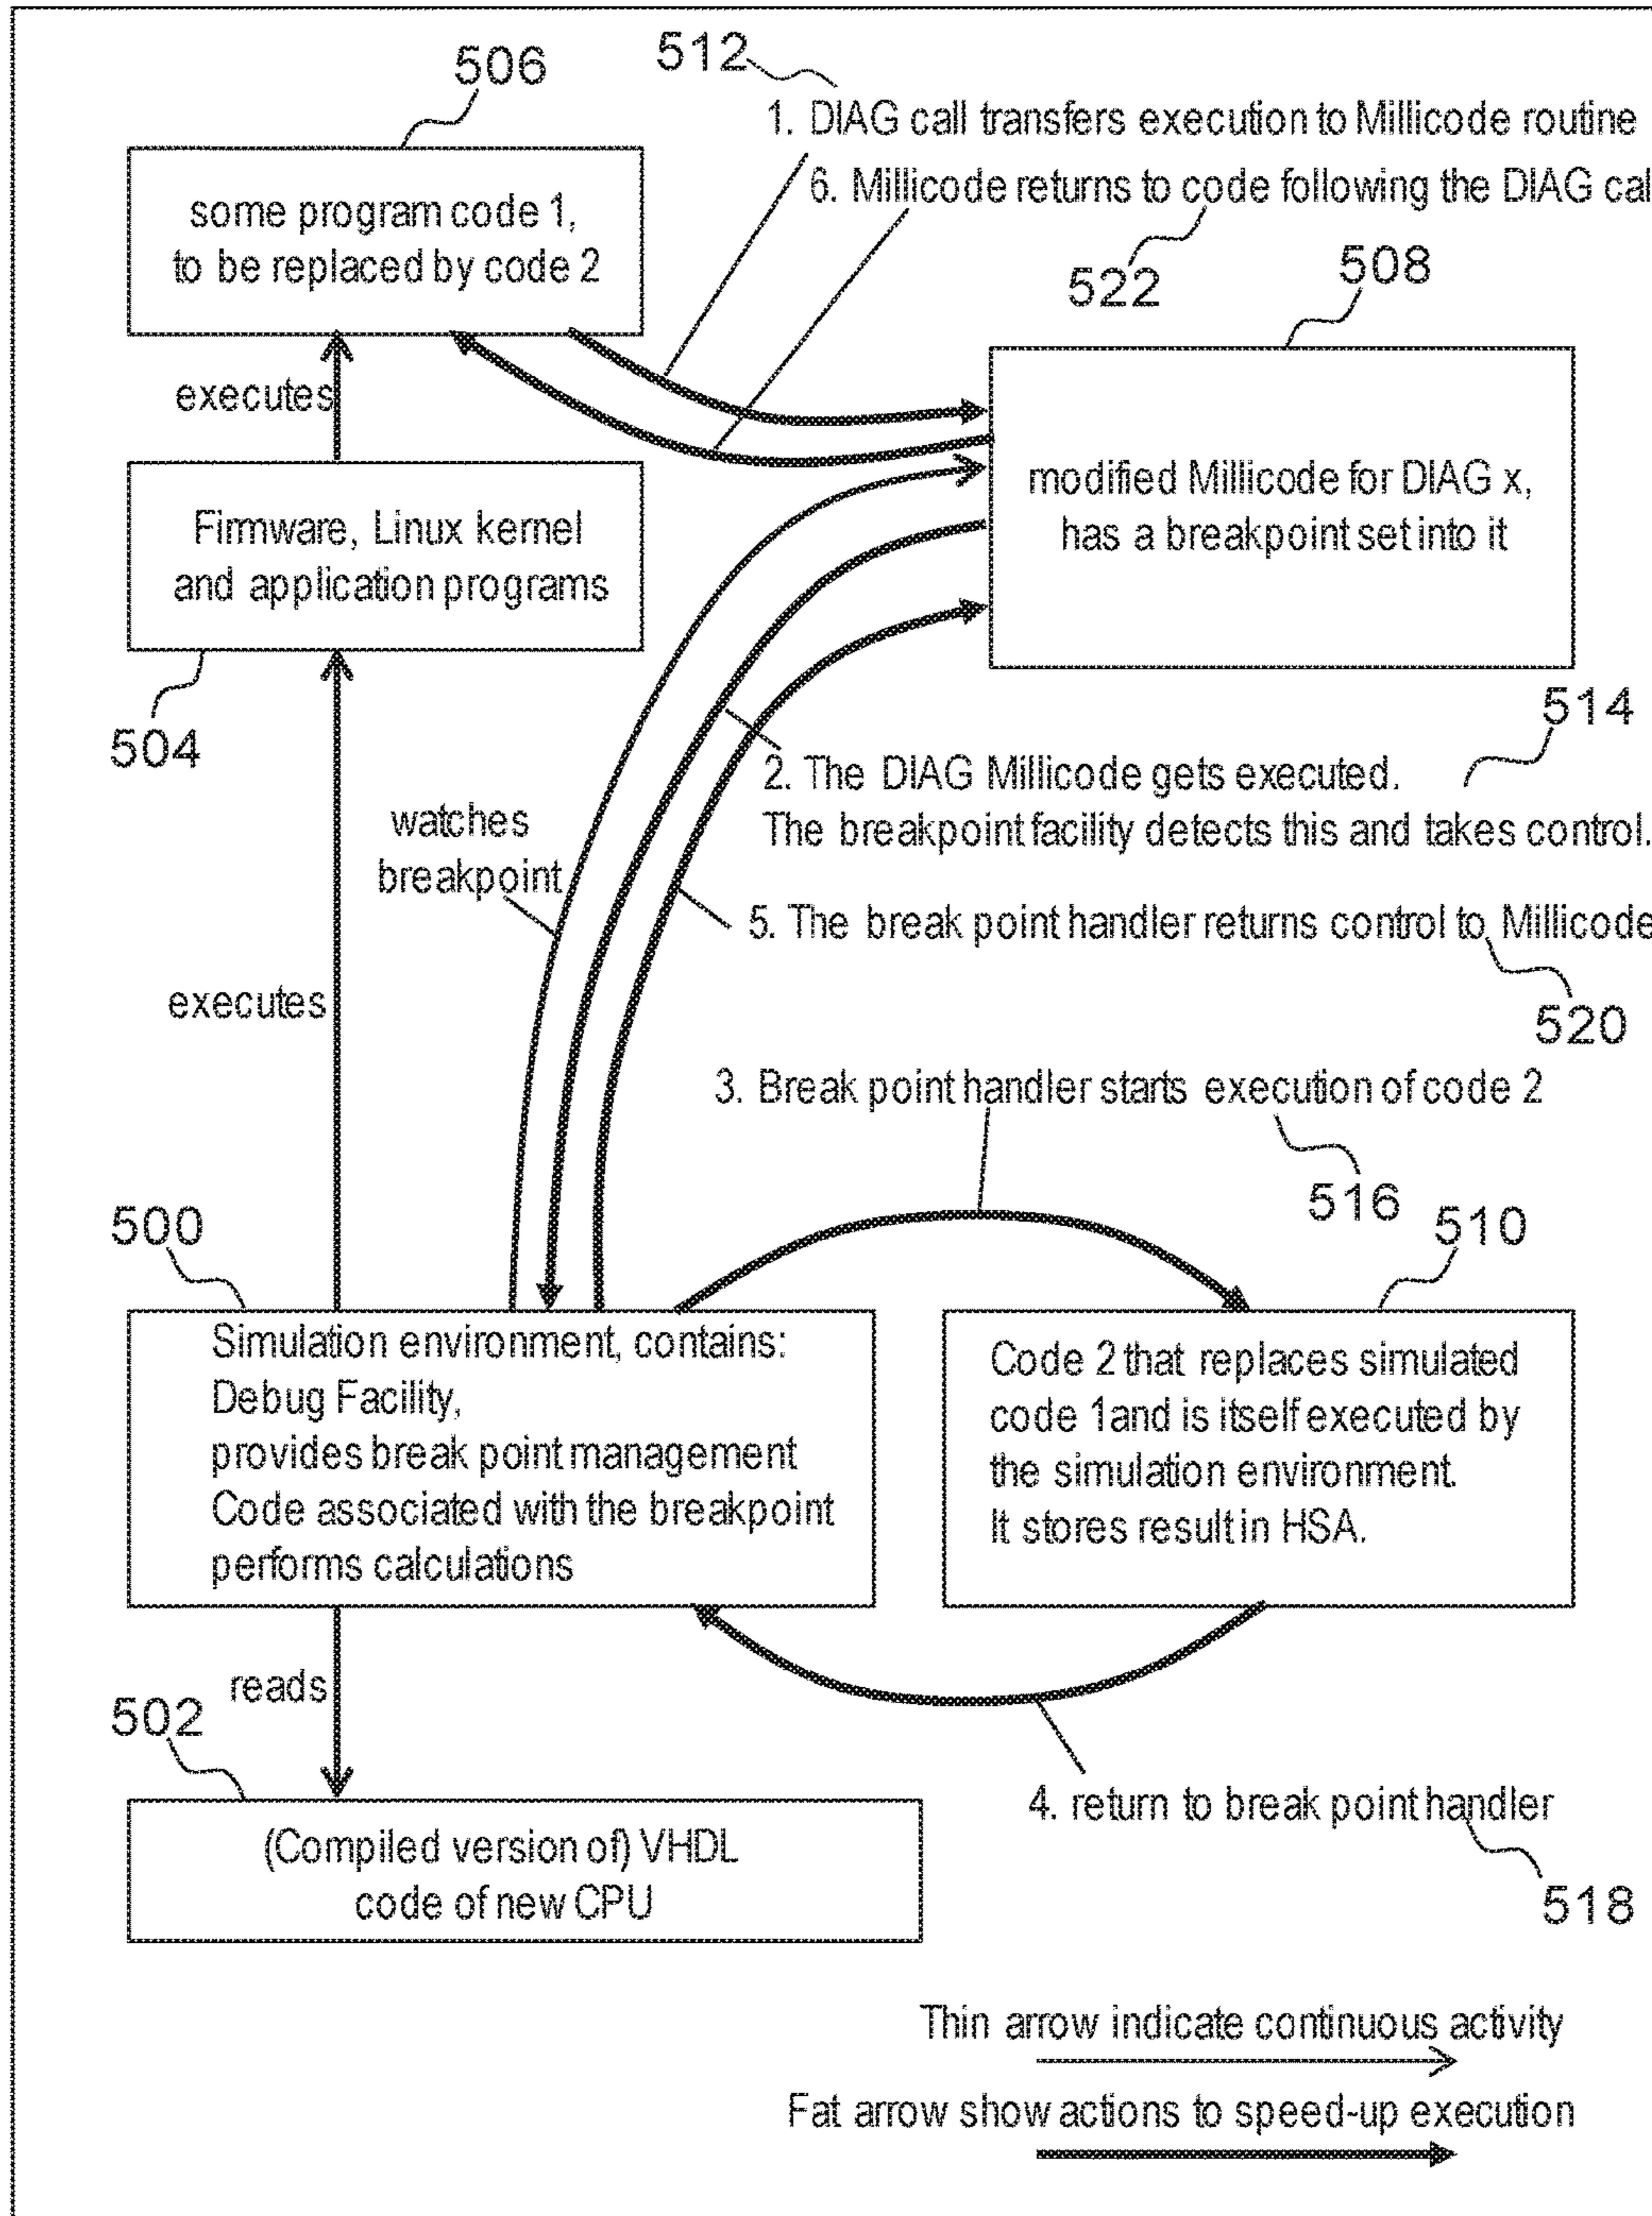 512
506
1. DIAG call transfers execution to Millicode routine
6. Millicode returns to code following the DIAG cal
some program code 1,
to be replaced by code 2
522
508
executes
modified Millicode for DIAG x,
has a breakpoint set into it
Firmware, Linux kernel
and application programs
504
514
2. The DIAG Millicode gets executed.
The breakpoint facility detects this and takes control.
watches
breakpoint
5. The break point handler returns control to Millicode
520
executes
3. Break point handler starts execution of code 2
516
500
510
Simulation environment, contains:
Debug Facility,
provides break point management
Code associated with the breakpoint
performs calculations
Code 2 that replaces simulated
code 1and is itself executed by
the simulation environment.
It stores result in HSA.
reads
502
(Compiled version of) VHDL
code of new CPU
4. return to break point handler
518
Thin arrow indicate continuous activity
Fat arrow show actions to speed-up execution